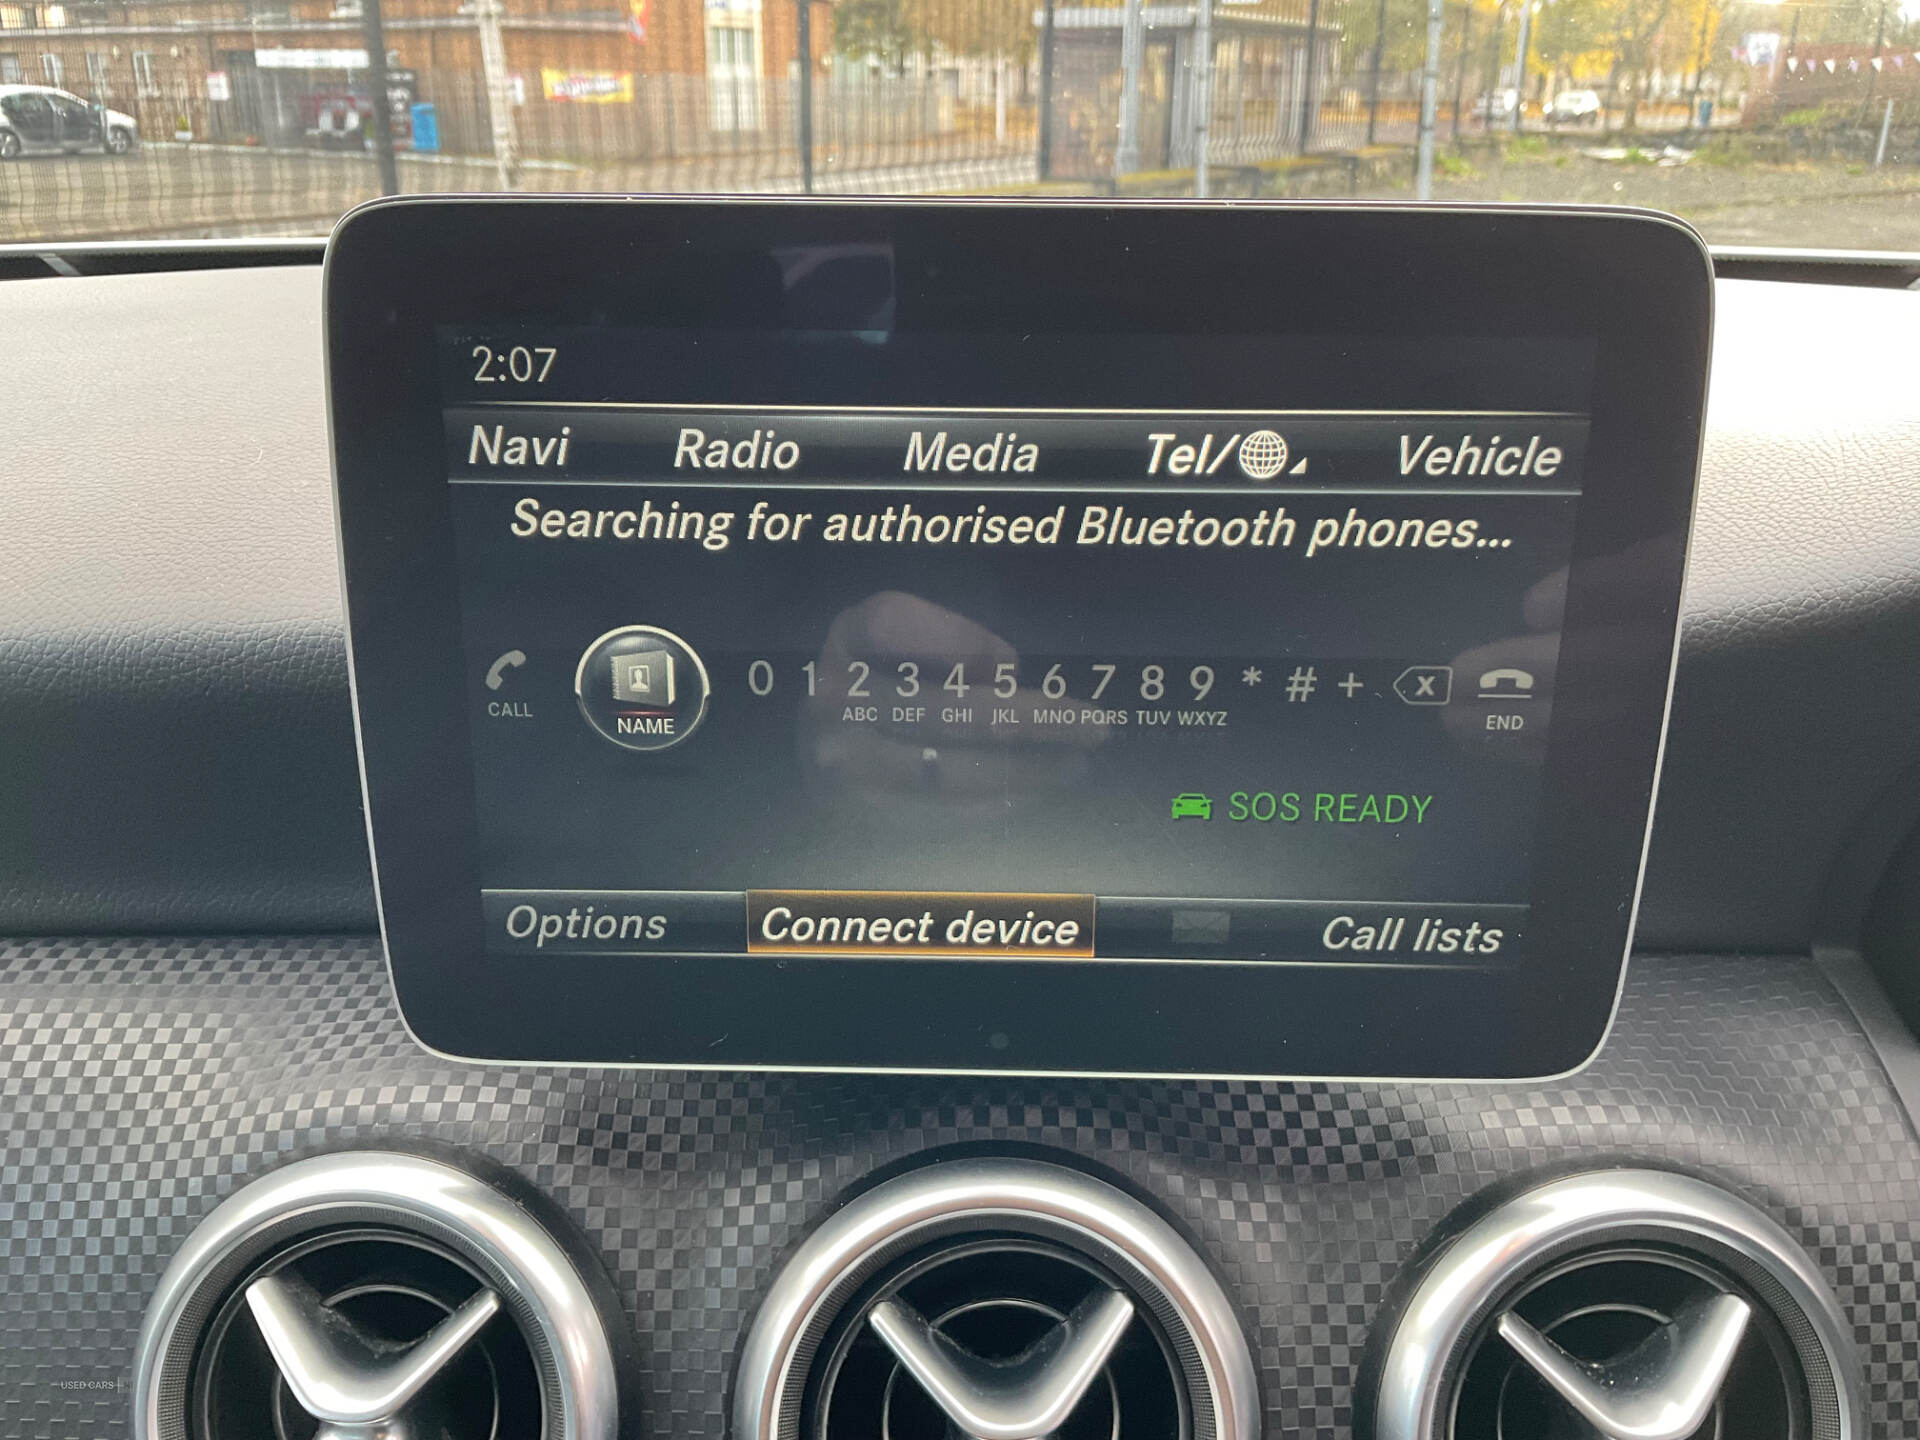 2:07
Navi Radio Media Tel/ Vehicle
Searching for authorised Bluetooth phones...
0 1 2 3 4 5 6 7 8 9 * # + x
CALL NAME ABC DEF GHI JKL MNO PQRS TUV WXYZ END
SOS READY
Options Connect device Call lists
USED CARS